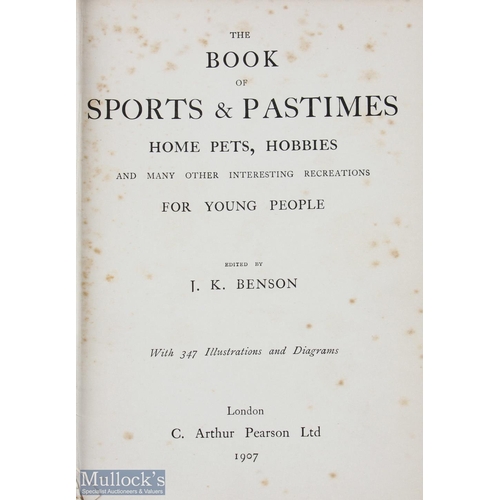 THE
BOOK
OF
SPORTS & PASTIMES
HOME PETS, HOBBIES
AND MANY OTHER INTERESTING RECREATIONS
FOR YOUNG PEOPLE
EDITED BY
J. K. BENSON
With 347 Illustrations and Diagrams
London
C. Arthur Pearson Ltd
1907
Mullock's
Specialist Auctioneers & Valuers